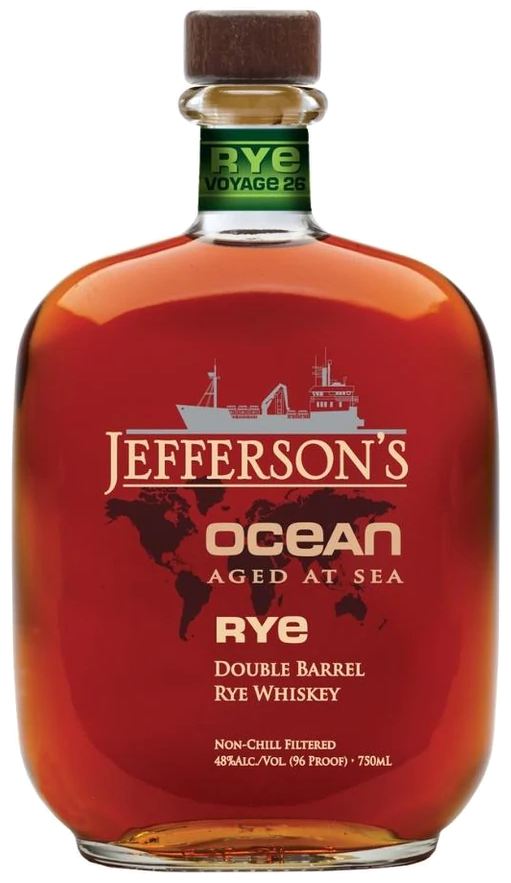 RYe
VOYAGe 26
JEFFERSON'S
OCeAN
AGED AT SEA
RYe
DOUBLE BARREL
RYE WHISKEY
NON-CHILL FILTERED
48%ALC./VOL. (96 PROOF) • 750ML